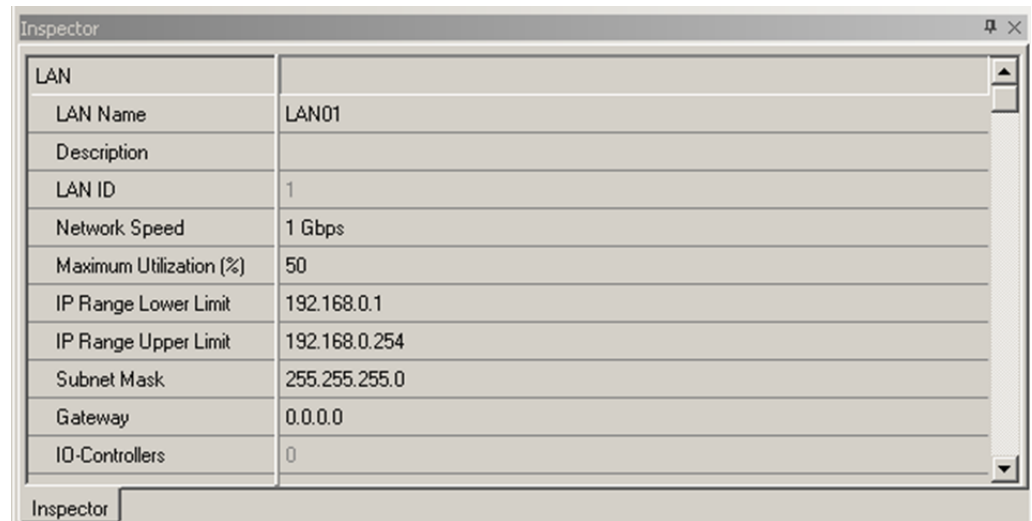 Inspector
LAN
LAN Name LAN01
Description
LAN ID 1
Network Speed 1 Gbps
Maximum Utilization (%) 50
IP Range Lower Limit 192.168.0.1
IP Range Upper Limit 192.168.0.254
Subnet Mask 255.255.255.0
Gateway 0.0.0.0
IO-Controllers 0
Inspector